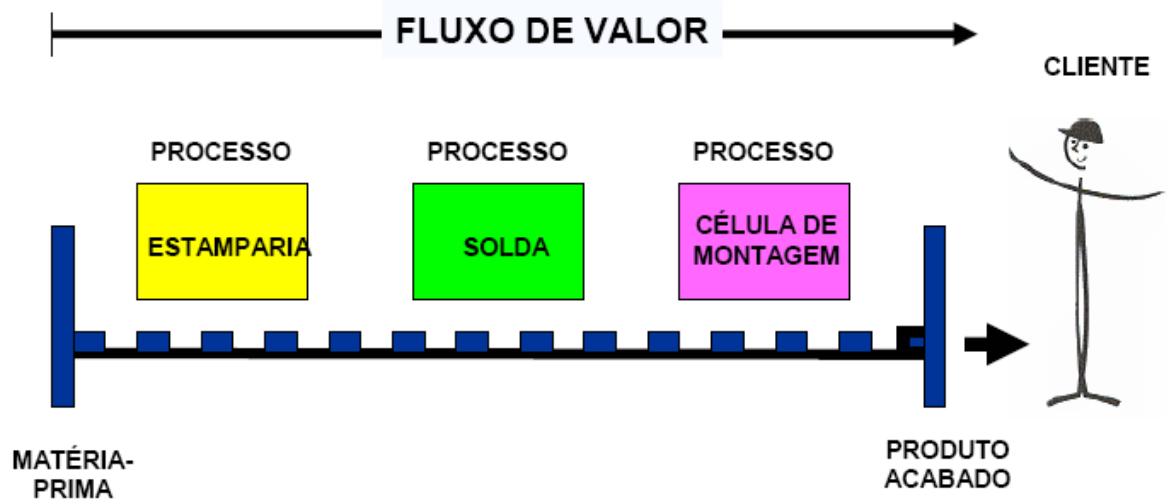 FLUXO DE VALOR
CLIENTE
PROCESSO
PROCESSO
PROCESSO
ESTAMPARIA
SOLDA
CÉLULA DE
MONTAGEM
MATÉRIA-
PRIMA
PRODUTO
ACABADO